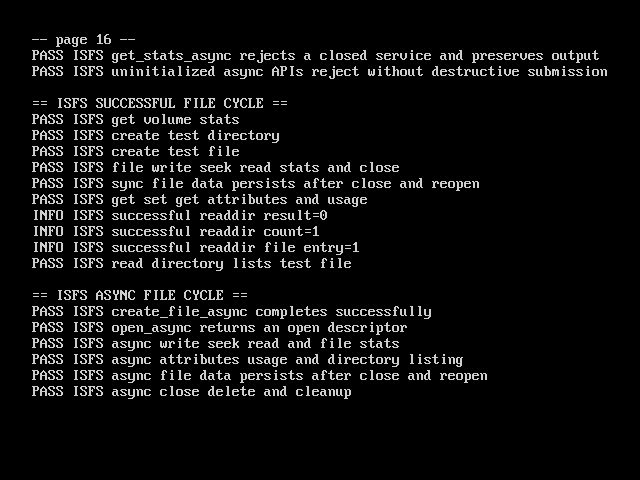 -- page 16 --
PASS ISFS get_stats_async rejects a closed service and preserves output
PASS ISFS uninitialized async APIs reject without destructive submission
== ISFS SUCCESSFUL FILE CYCLE ==
PASS ISFS get volume stats
PASS ISFS create test directory
PASS ISFS create test file
PASS ISFS file write seek read stats and close
PASS ISFS sync file data persists after close and reopen
PASS ISFS get set get attributes and usage
INFO ISFS successful readdir result=0
INFO ISFS successful readdir count=1
INFO ISFS successful readdir file entry=1
PASS ISFS read directory lists test file
== ISFS ASYNC FILE CYCLE ==
PASS ISFS create_file_async completes successfully
PASS ISFS open_async returns an open descriptor
PASS ISFS async write seek read and file stats
PASS ISFS async attributes usage and directory listing
PASS ISFS async file data persists after close and reopen
PASS ISFS async close delete and cleanup